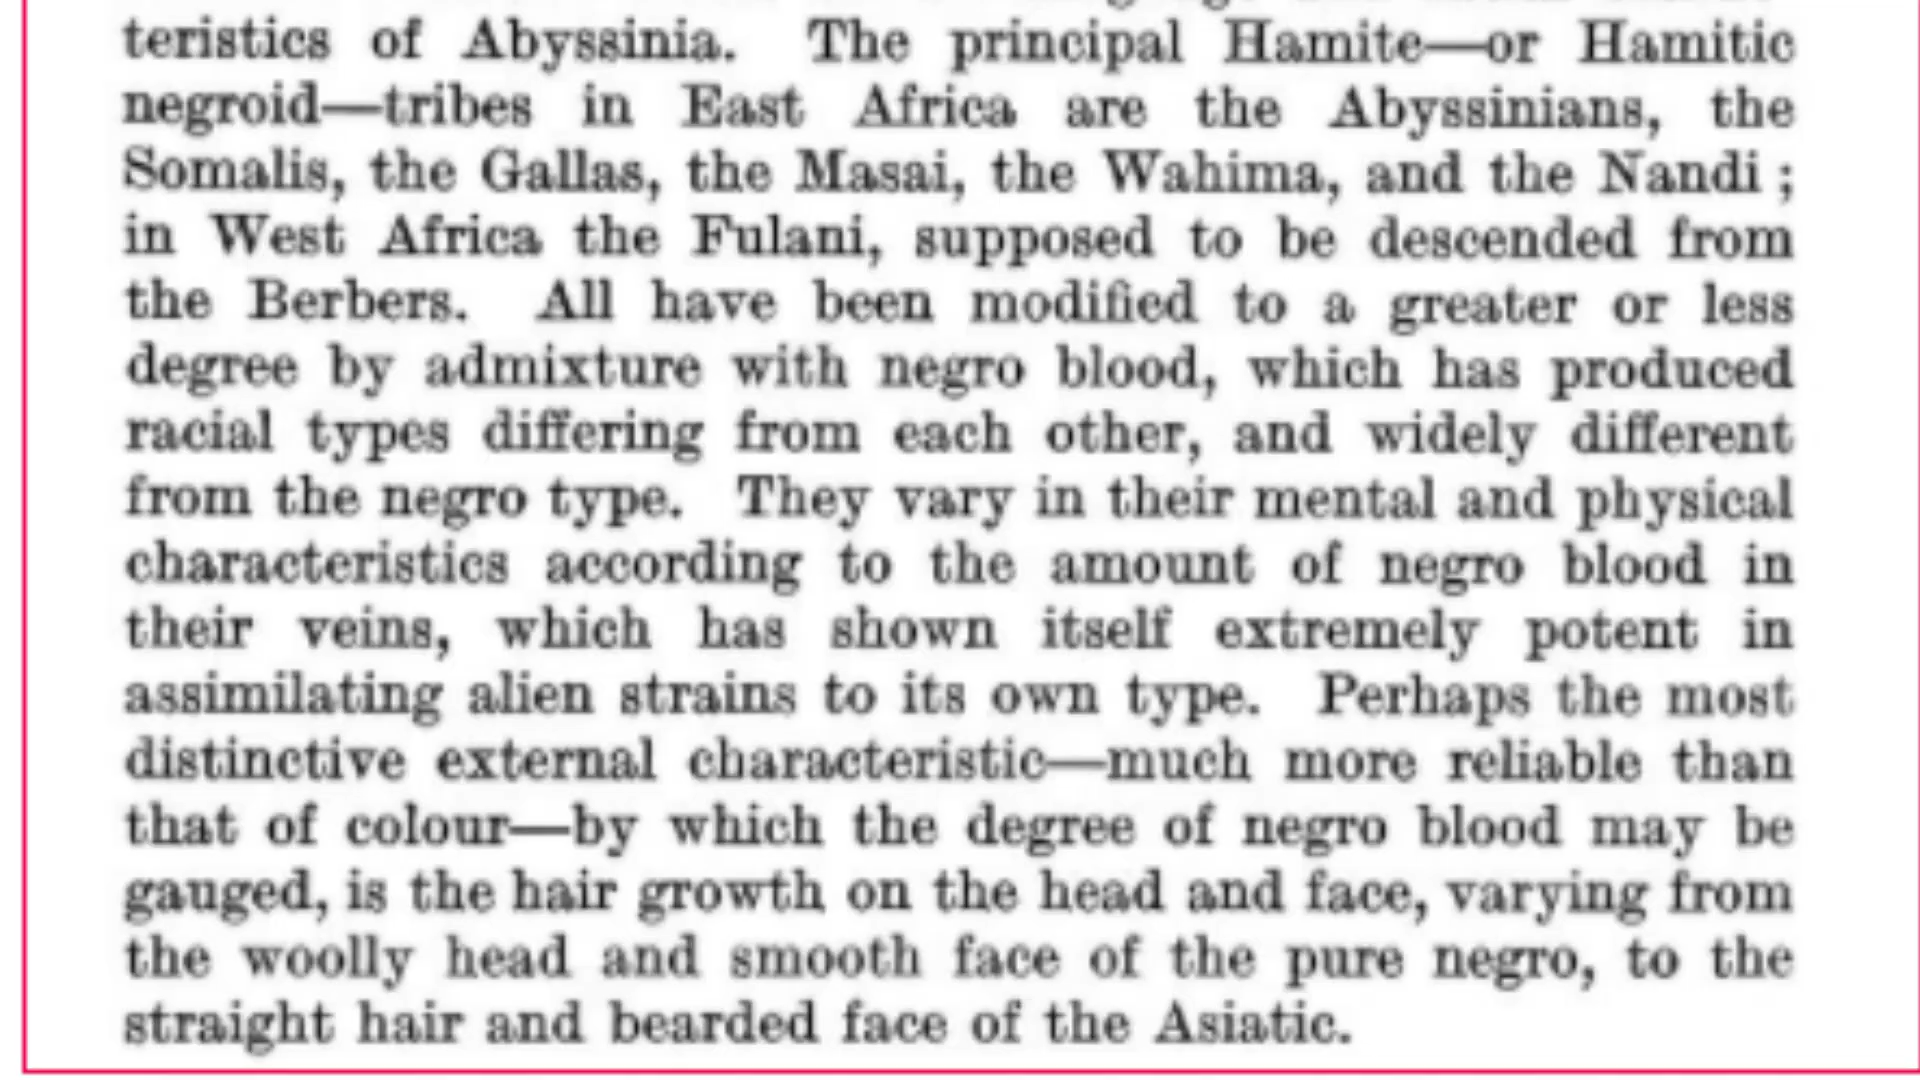 teristics of Abyssinia. The principal Hamite—or Hamitic
negroid—tribes in East Africa are the Abyssinians, the
Somalis, the Gallas, the Masai, the Wahima, and the Nandi ;
in West Africa the Fulani, supposed to be descended from
the Berbers. All have been modified to a greater or less
degree by admixture with negro blood, which has produced
racial types differing from each other, and widely different
from the negro type. They vary in their mental and physical
characteristics according to the amount of negro blood in
their veins, which has shown itself extremely potent in
assimilating alien strains to its own type. Perhaps the most
distinctive external characteristic—much more reliable than
that of colour—by which the degree of negro blood may be
gauged, is the hair growth on the head and face, varying from
the woolly head and smooth face of the pure negro, to the
straight hair and bearded face of the Asiatic.